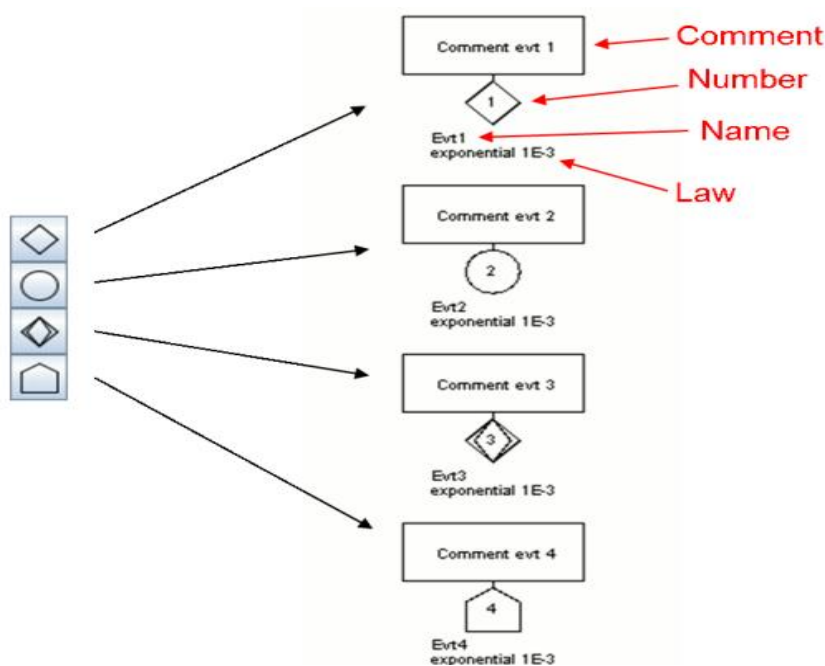 Comment evt 1
Comment
1
Number
Evt1
Name
exponential 1E-3
Law
Comment evt 2
2
Evt2
exponential 1E-3
Comment evt 3
3
Evt3
exponential 1E-3
Comment evt 4
4
Evt4
exponential 1E-3